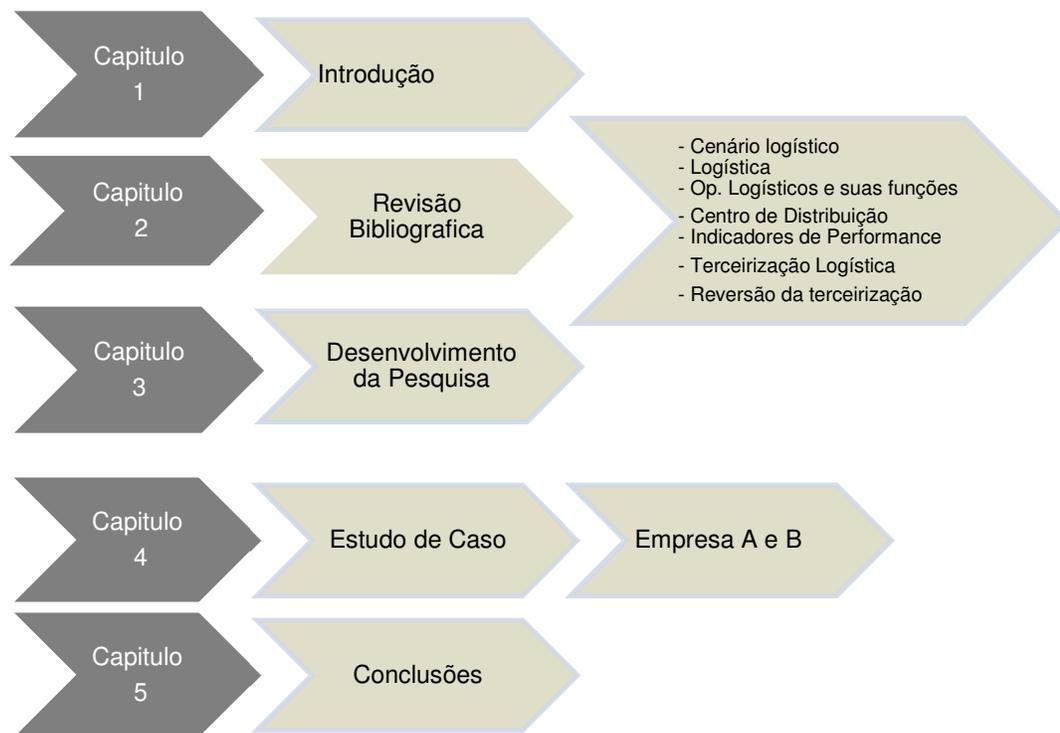 Capitulo
1
Introdução
Capitulo
2
Revisão
Bibliografica
- Cenário logístico
- Logística
- Op. Logísticos e suas funções
- Centro de Distribuição
- Indicadores de Performance
- Terceirização Logística
- Reversão da terceirização
Capitulo
3
Desenvolvimento
da Pesquisa
Capitulo
4
Estudo de Caso
Empresa A e B
Capitulo
5
Conclusões